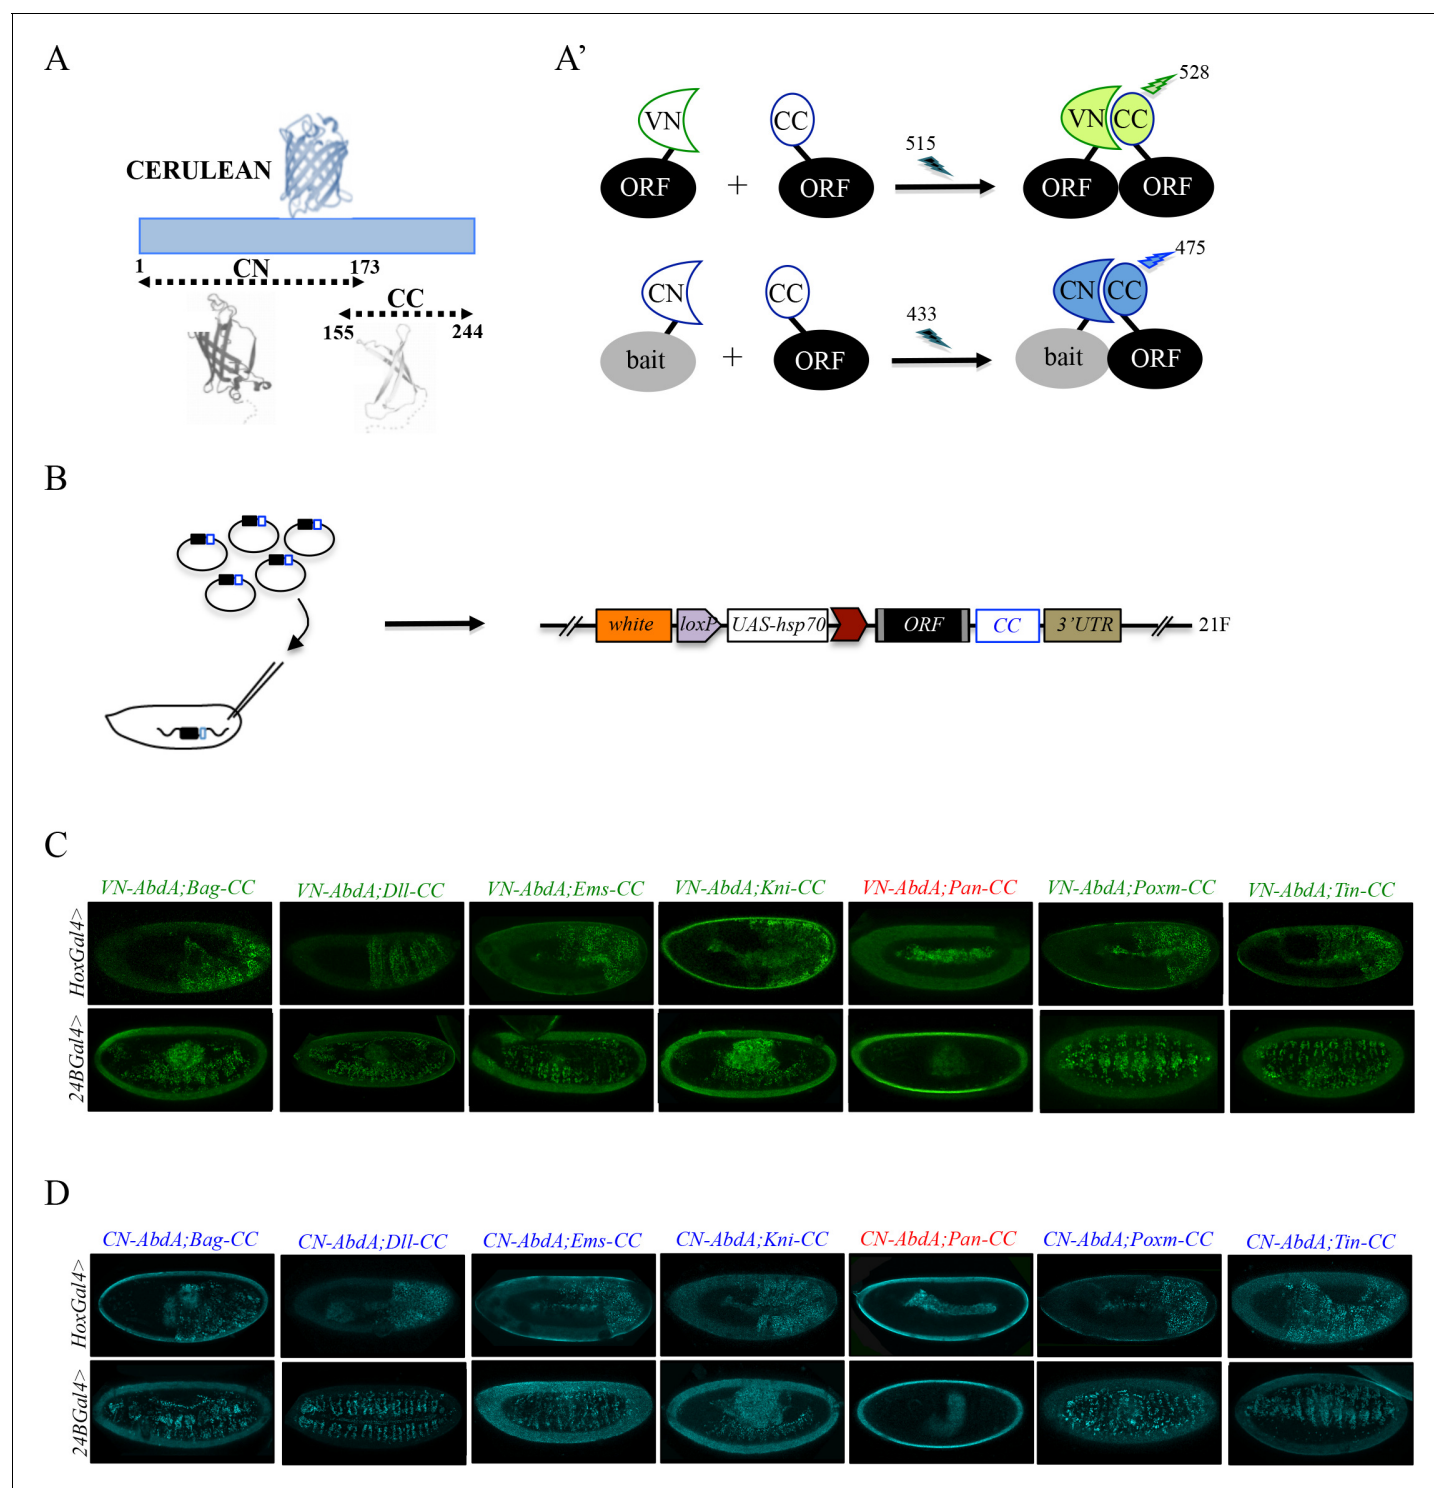 A
A’
CERULEAN
1
CN
173
CC
155
244
VN
CC
528
VN
CC
515
ORF
+
ORF
ORF
ORF
CN
CC
475
CN
CC
433
bait
+
ORF
bait
ORF
B
white
loxP
UAS-hsp70
ORF
CC
3’UTR
21F
C
VN-AbdA;Bag-CC
VN-AbdA;Dll-CC
VN-AbdA;Ems-CC
VN-AbdA;Kni-CC
VN-AbdA;Pan-CC
VN-AbdA;Poxm-CC
VN-AbdA;Tin-CC
HoxGal4>
24BGal4>
D
CN-AbdA;Bag-CC
CN-AbdA;Dll-CC
CN-AbdA;Ems-CC
CN-AbdA;Kni-CC
CN-AbdA;Pan-CC
CN-AbdA;Poxm-CC
CN-AbdA;Tin-CC
HoxGal4>
24BGal4>